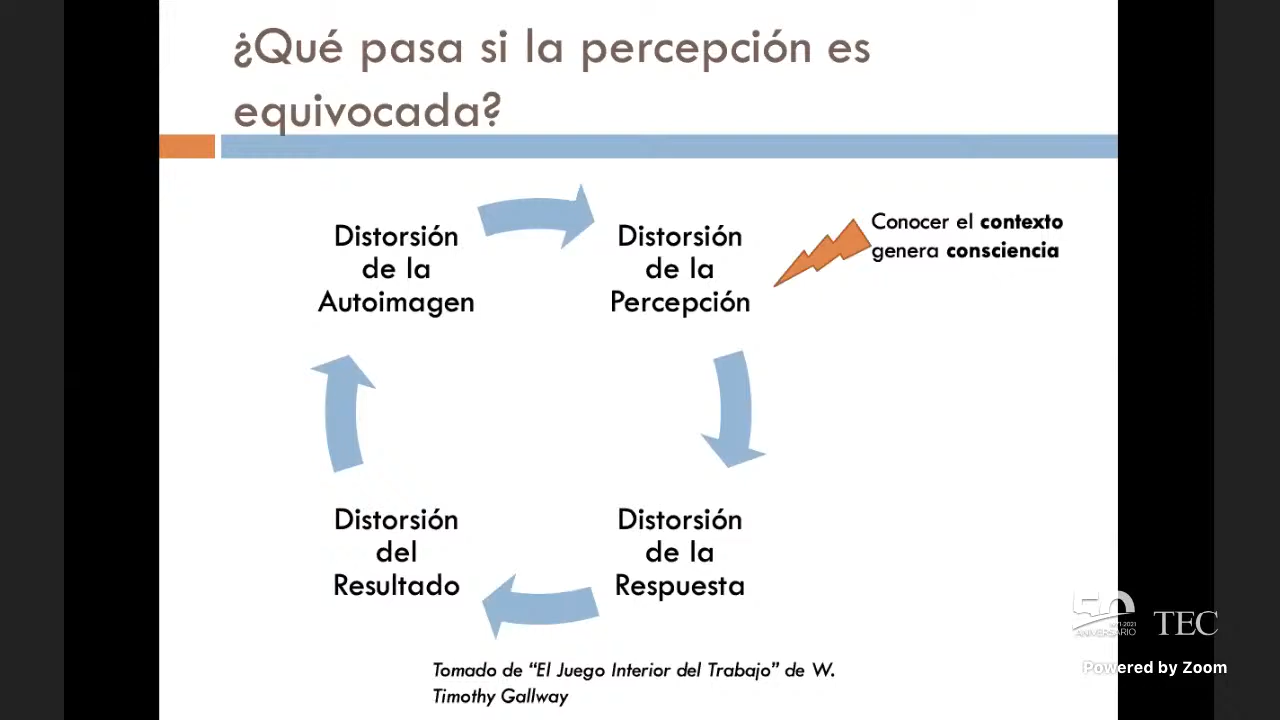 ¿Qué pasa si la percepción es
equivocada?
Distorsión
de la
Autoimagen
Distorsión
de la
Percepción
Conocer el contexto
genera consciencia
Distorsión
del
Resultado
Distorsión
de la
Respuesta
Tomado de “El Juego Interior del Trabajo” de W.
Timothy Gallway
50
ANIVERSARIO
TEC
Powered by Zoom